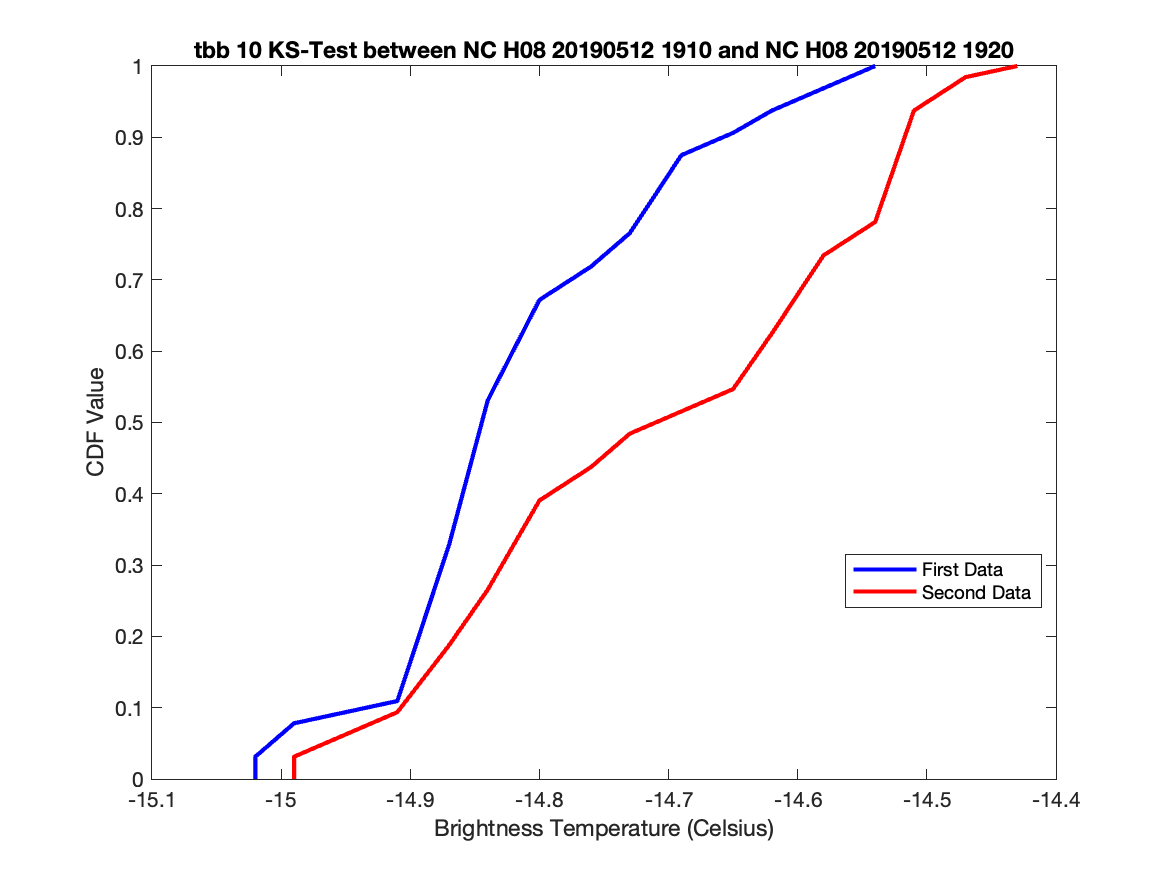 tbb 10 KS-Test between NC H08 20190512 1910 and NC H08 20190512 1920
1
0.9
0.8
0.7
0.6
0.5
0.4
0.3
0.2
0.1
0
CDF Value
First Data
Second Data
-15.1 -15 -14.9 -14.8 -14.7 -14.6 -14.5 -14.4
Brightness Temperature (Celsius)